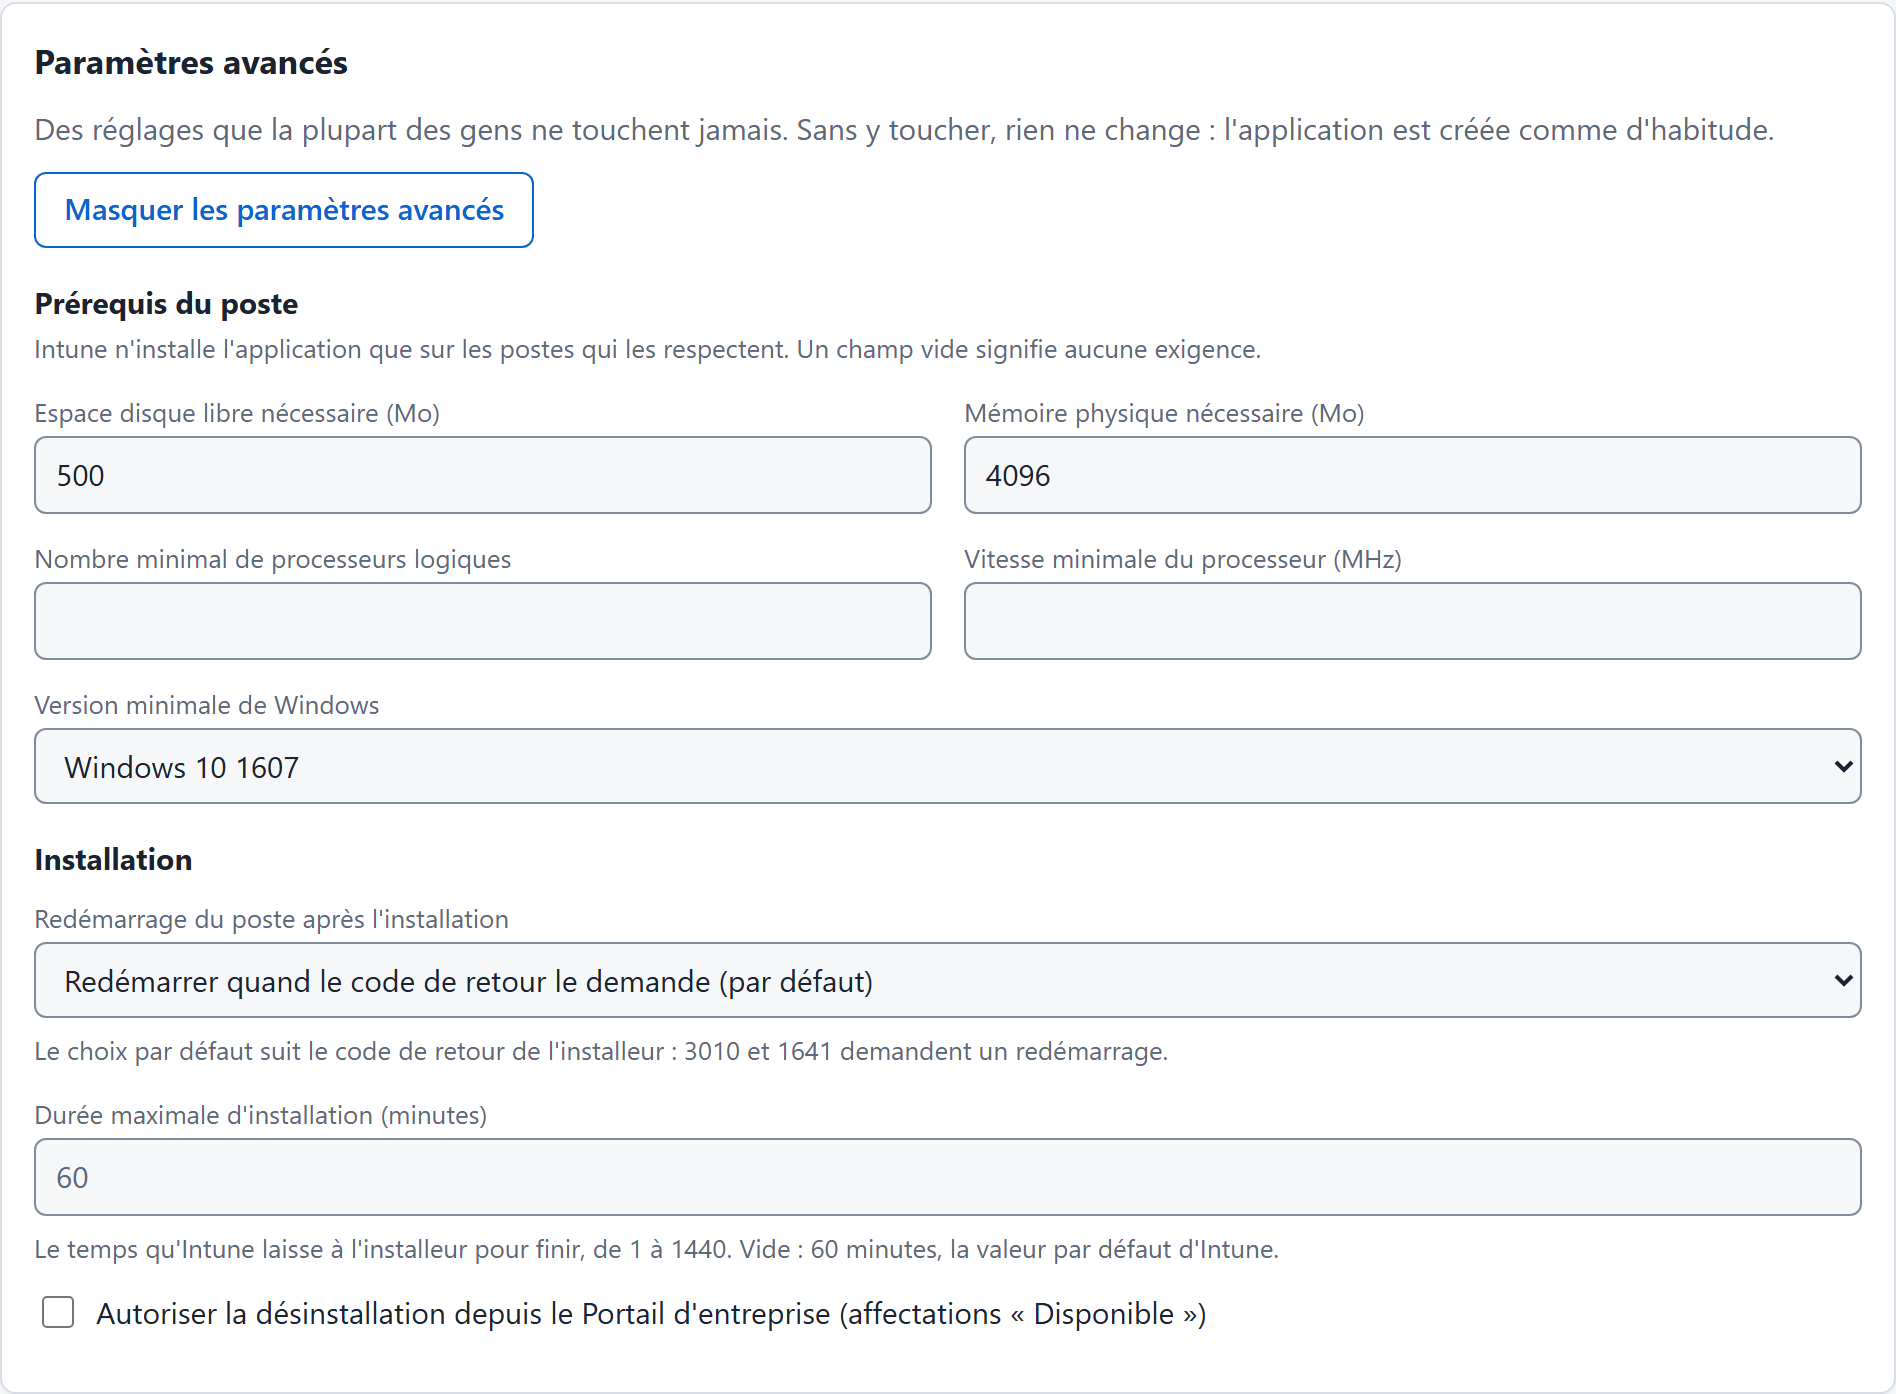 Paramètres avancés
Des réglages que la plupart des gens ne touchent jamais. Sans y toucher, rien ne change : l'application est créée comme d'habitude.
Masquer les paramètres avancés
Prérequis du poste
Intune n'installe l'application que sur les postes qui les respectent. Un champ vide signifie aucune exigence.
Espace disque libre nécessaire (Mo)
Mémoire physique nécessaire (Mo)
500
4096
Nombre minimal de processeurs logiques
Vitesse minimale du processeur (MHz)
Version minimale de Windows
Windows 10 1607
Installation
Redémarrage du poste après l'installation
Redémarrer quand le code de retour le demande (par défaut)
Le choix par défaut suit le code de retour de l'installeur : 3010 et 1641 demandent un redémarrage.
Durée maximale d'installation (minutes)
60
Le temps qu'Intune laisse à l'installeur pour finir, de 1 à 1440. Vide : 60 minutes, la valeur par défaut d'Intune.
Autoriser la désinstallation depuis le Portail d'entreprise (affectations « Disponible »)